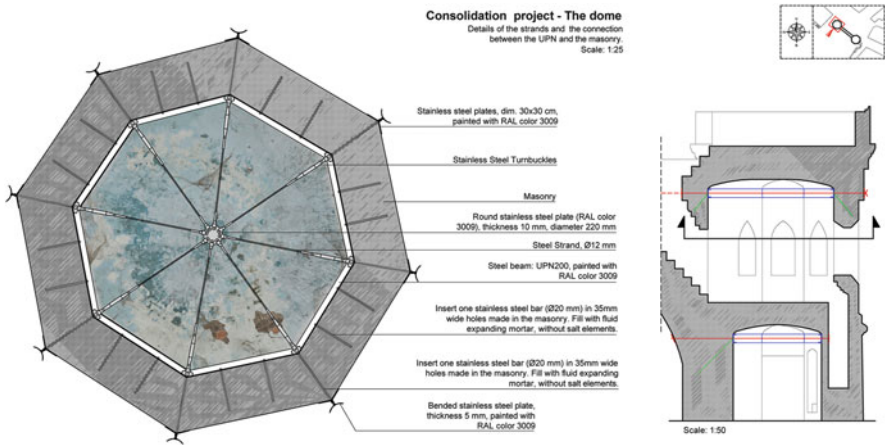 Consolidation project - The dome
Details of the strands and the connection
between the UPN and the masonry.
Scale: 1:25
Stainless steel plates, dim. 30x30 cm,
painted with RAL color 3009
Stainless Steel Turnbuckles
Masonry
Round stainless steel plate (RAL color
3009), thickness 10 mm, diameter 220 mm
Steel Strand, Ø12 mm
Steel beam: UPN200, painted with
RAL color 3009
Insert one stainless steel bar (Ø20 mm) in 35mm
wide holes made in the masonry. Fill with fluid
expanding mortar, without salt elements.
Insert one stainless steel bar (Ø20 mm) in 35mm wide
holes made in the masonry. Fill with fluid expanding
mortar, without salt elements.
Bended stainless steel plate,
thickness 5 mm, painted with
RAL color 3009
Scale: 1:50